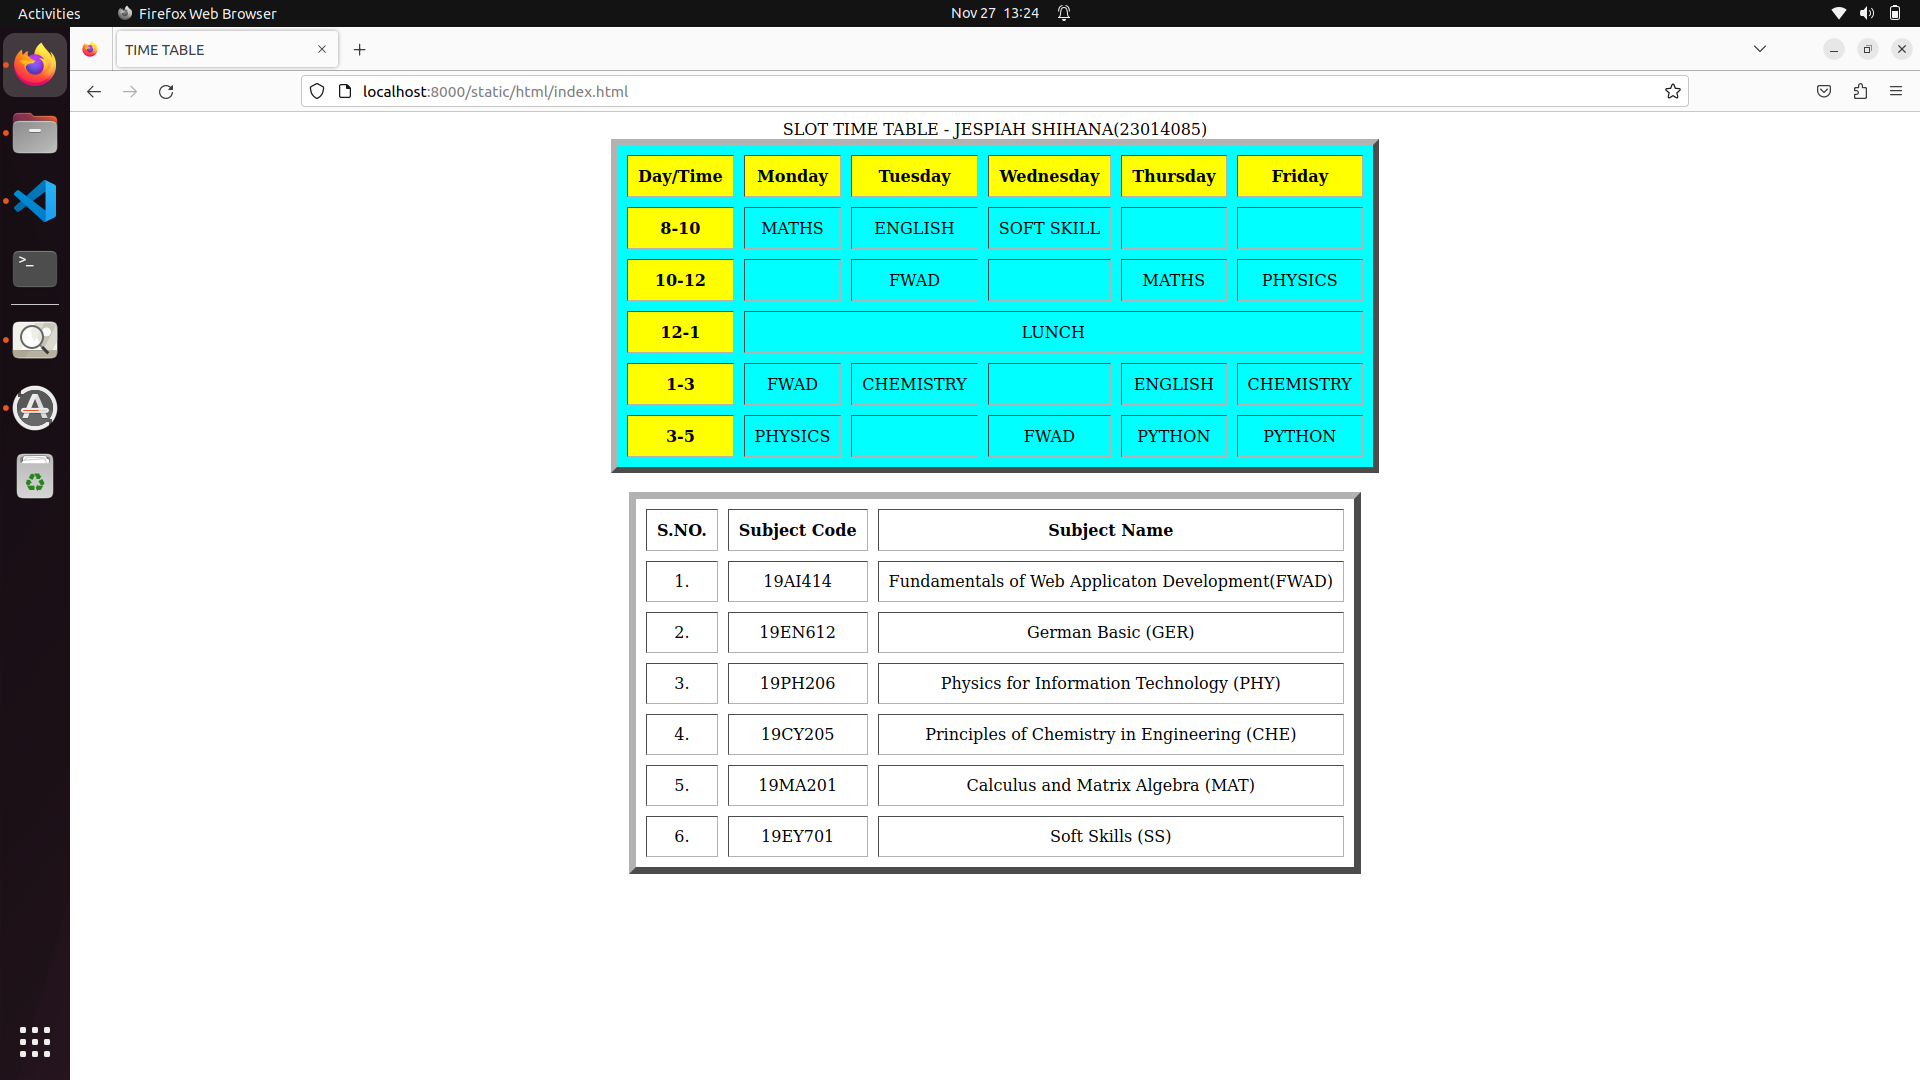 Activities Firefox Web Browser Nov 27 13:24
TIME TABLE
localhost:8000/static/html/index.html
SLOT TIME TABLE - JESPIAH SHIHANA(23014085)
Day/Time Monday Tuesday Wednesday Thursday Friday
8-10 MATHS ENGLISH SOFT SKILL
10-12 FWAD MATHS PHYSICS
12-1 LUNCH
1-3 FWAD CHEMISTRY ENGLISH CHEMISTRY
3-5 PHYSICS FWAD PYTHON PYTHON
S.NO. Subject Code Subject Name
1. 19AI414 Fundamentals of Web Applicaton Development(FWAD)
2. 19EN612 German Basic (GER)
3. 19PH206 Physics for Information Technology (PHY)
4. 19CY205 Principles of Chemistry in Engineering (CHE)
5. 19MA201 Calculus and Matrix Algebra (MAT)
6. 19EY701 Soft Skills (SS)